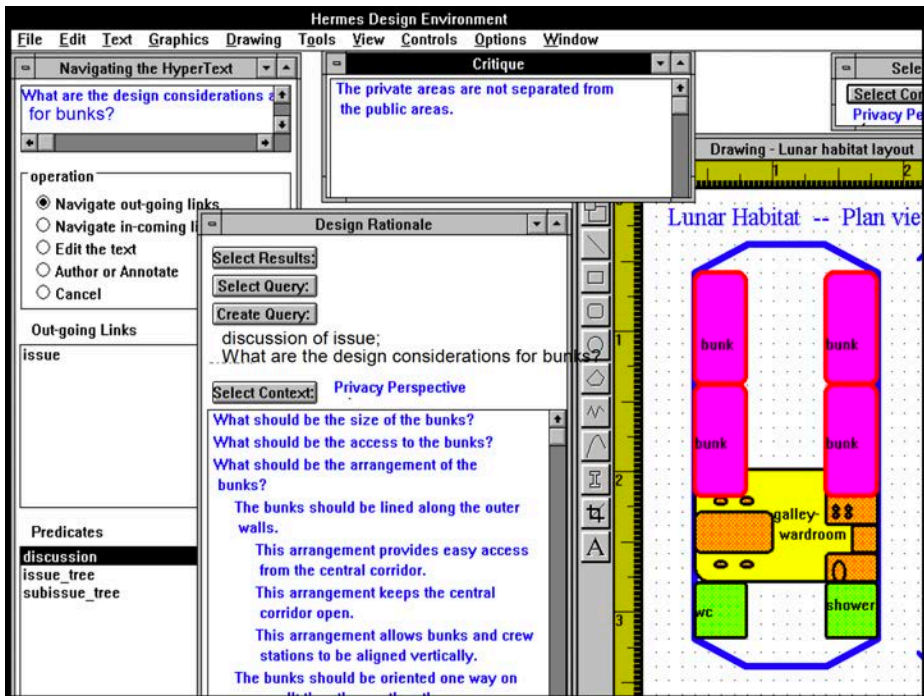 Hermes Design Environment
File Edit Text Graphics Drawing Tools View Controls Options Window
Navigating the HyperText
What are the design considerations
for bunks?
operation
Navigate out-going links
Navigate in-coming
Edit the text
Author or Annotate
Cancel
Out-going Links
issue
Predicates
discussion
issue_tree
subissue_tree
Critique
The private areas are not separated from
the public areas.
Design Rationale
Select Results:
Select Query:
Create Query:
discussion of issue;
What are the design considerations for bunks?
Select Context: Privacy Perspective
What should be the size of the bunks?
What should be the access to the bunks?
What should be the arrangement of the
bunks?
The bunks should be lined along the outer
walls.
This arrangement provides easy access
from the central corridor.
This arrangement keeps the central
corridor open.
This arrangement allows bunks and crew
stations to be aligned vertically.
The bunks should be oriented one way on
Sele
Select Con
Privacy Pe
Drawing - Lunar habitat layout
1 2
Lunar Habitat -- Plan vie
1
2
3
bunk bunk
bunk bunk
galley-
wardroom
wc shower
A